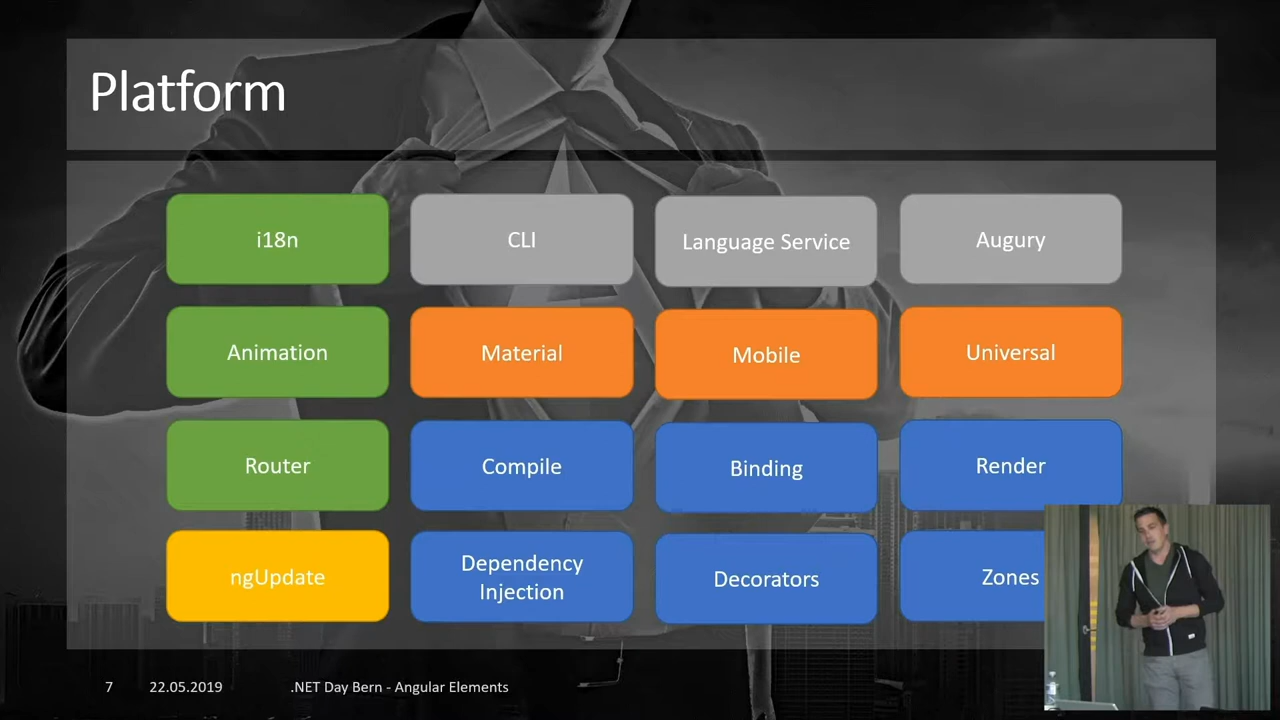 Platform
i18n
CLI
Language Service
Augury
Animation
Material
Mobile
Universal
Router
Compile
Binding
Render
ngUpdate
Dependency
Injection
Decorators
Zones
7
22.05.2019
.NET Day Bern - Angular Elements